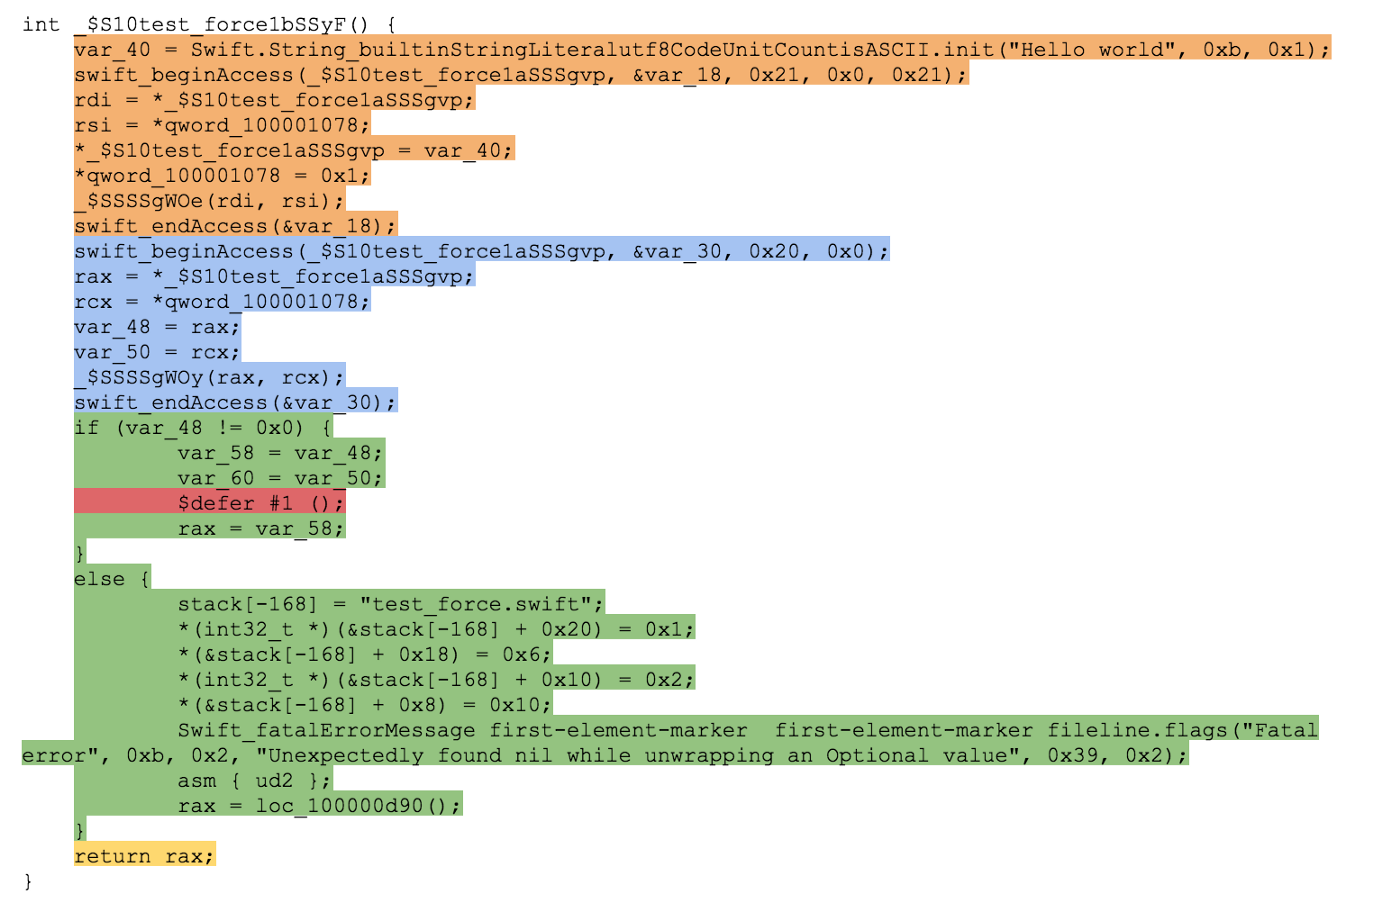 int _$S10test_force1bSSyF() {
    var_40 = Swift.String_builtinStringLiteralutf8CodeUnitCountisASCII.init("Hello world", 0xb, 0x1);
    swift_beginAccess(_$S10test_force1aSSSgvp, &var_18, 0x21, 0x0, 0x21);
    rdi = *_$S10test_force1aSSSgvp;
    rsi = *qword_100001078;
    *_$S10test_force1aSSSgvp = var_40;
    *qword_100001078 = 0x1;
    _$SSSSgWOe(rdi, rsi);
    swift_endAccess(&var_18);
    swift_beginAccess(_$S10test_force1aSSSgvp, &var_30, 0x20, 0x0);
    rax = *_$S10test_force1aSSSgvp;
    rcx = *qword_100001078;
    var_48 = rax;
    var_50 = rcx;
    _$SSSSgWOy(rax, rcx);
    swift_endAccess(&var_30);
    if (var_48 != 0x0) {
            var_58 = var_48;
            var_60 = var_50;
            $defer #1 ();
            rax = var_58;
    }
    else {
            stack[-168] = "test_force.swift";
            *(int32_t *)(&stack[-168] + 0x20) = 0x1;
            *(&stack[-168] + 0x18) = 0x6;
            *(int32_t *)(&stack[-168] + 0x10) = 0x2;
            *(&stack[-168] + 0x8) = 0x10;
            Swift_fatalErrorMessage first-element-marker  first-element-marker fileline.flags("Fatal
error", 0xb, 0x2, "Unexpectedly found nil while unwrapping an Optional value", 0x39, 0x2);
            asm { ud2 };
            rax = loc_100000d90();
    }
    return rax;
}